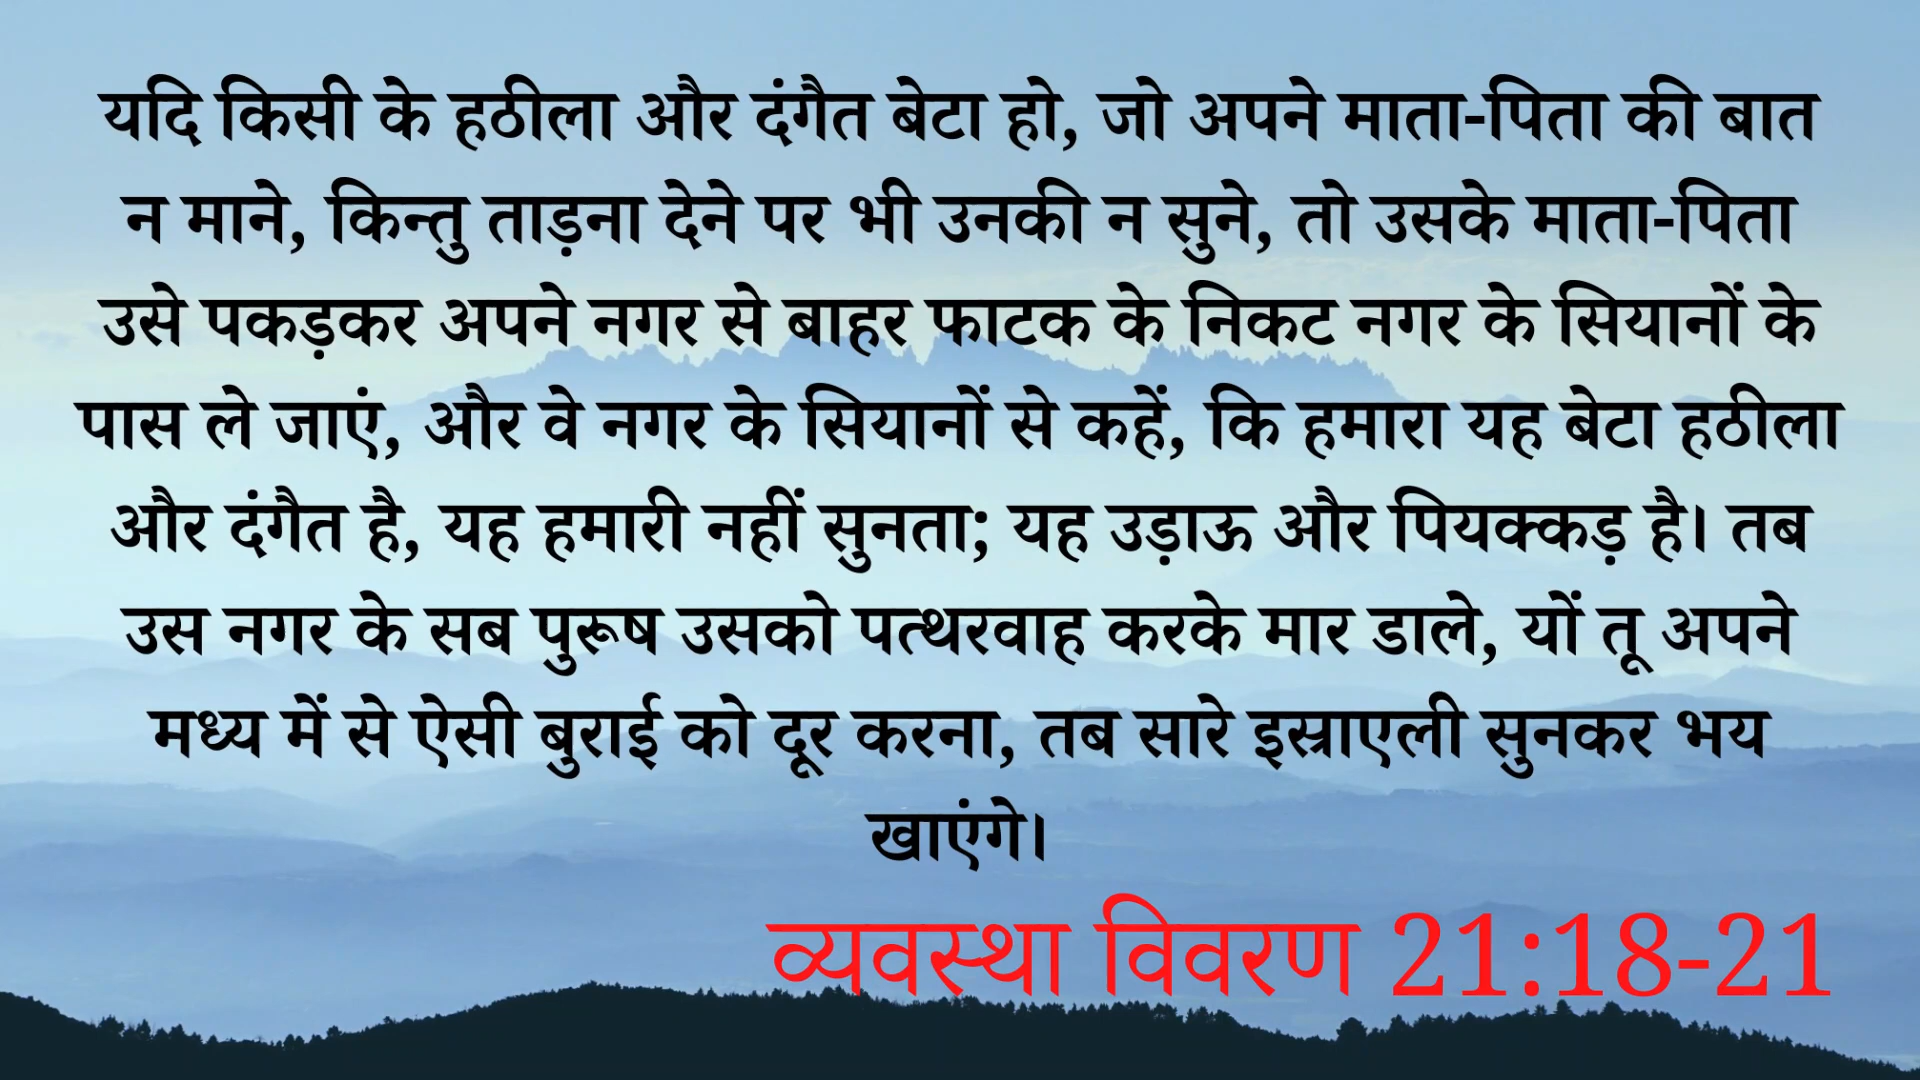 यदि किसी के हठीला और दंगैत बेटा हो, जो अपने माता-पिता की बात
न माने, किन्तु ताड़ना देने पर भी उनकी न सुने, तो उसके माता-पिता
उसे पकड़कर अपने नगर से बाहर फाटक के निकट नगर के सियानों के
पास ले जाएं, और वे नगर के सियानों से कहें, कि हमारा यह बेटा हठीला
और दंगैत है, यह हमारी नहीं सुनता; यह उड़ाऊ और पियक्कड़ है। तब
उस नगर के सब पुरूष उसको पत्थरवाह करके मार डाले, यों तू अपने
मध्य में से ऐसी बुराई को दूर करना, तब सारे इस्राएली सुनकर भय
खाएंगे।
व्यवस्था विवरण 21:18-21